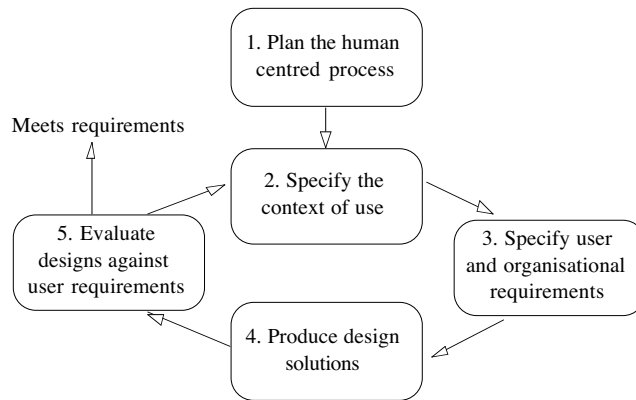 1. Plan the human
centred process
Meets requirements
2. Specify the
context of use
3. Specify user
and organisational
requirements
4. Produce design
solutions
5. Evaluate
designs against
user requirements